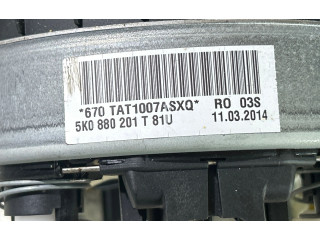 *670 TAT1007ASXQ* RO 03S
5K0 880 201 T 81U 11.03.2014